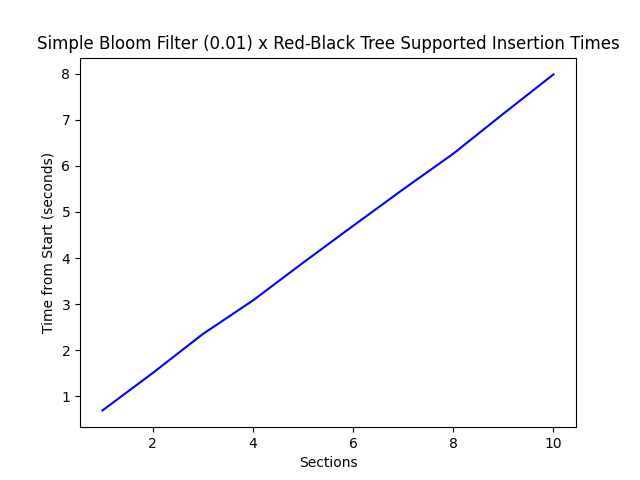 Simple Bloom Filter (0.01) x Red-Black Tree Supported Insertion Times
8
7
6
5
4
3
2
1
Time from Start (seconds)
2 4 6 8 10
Sections